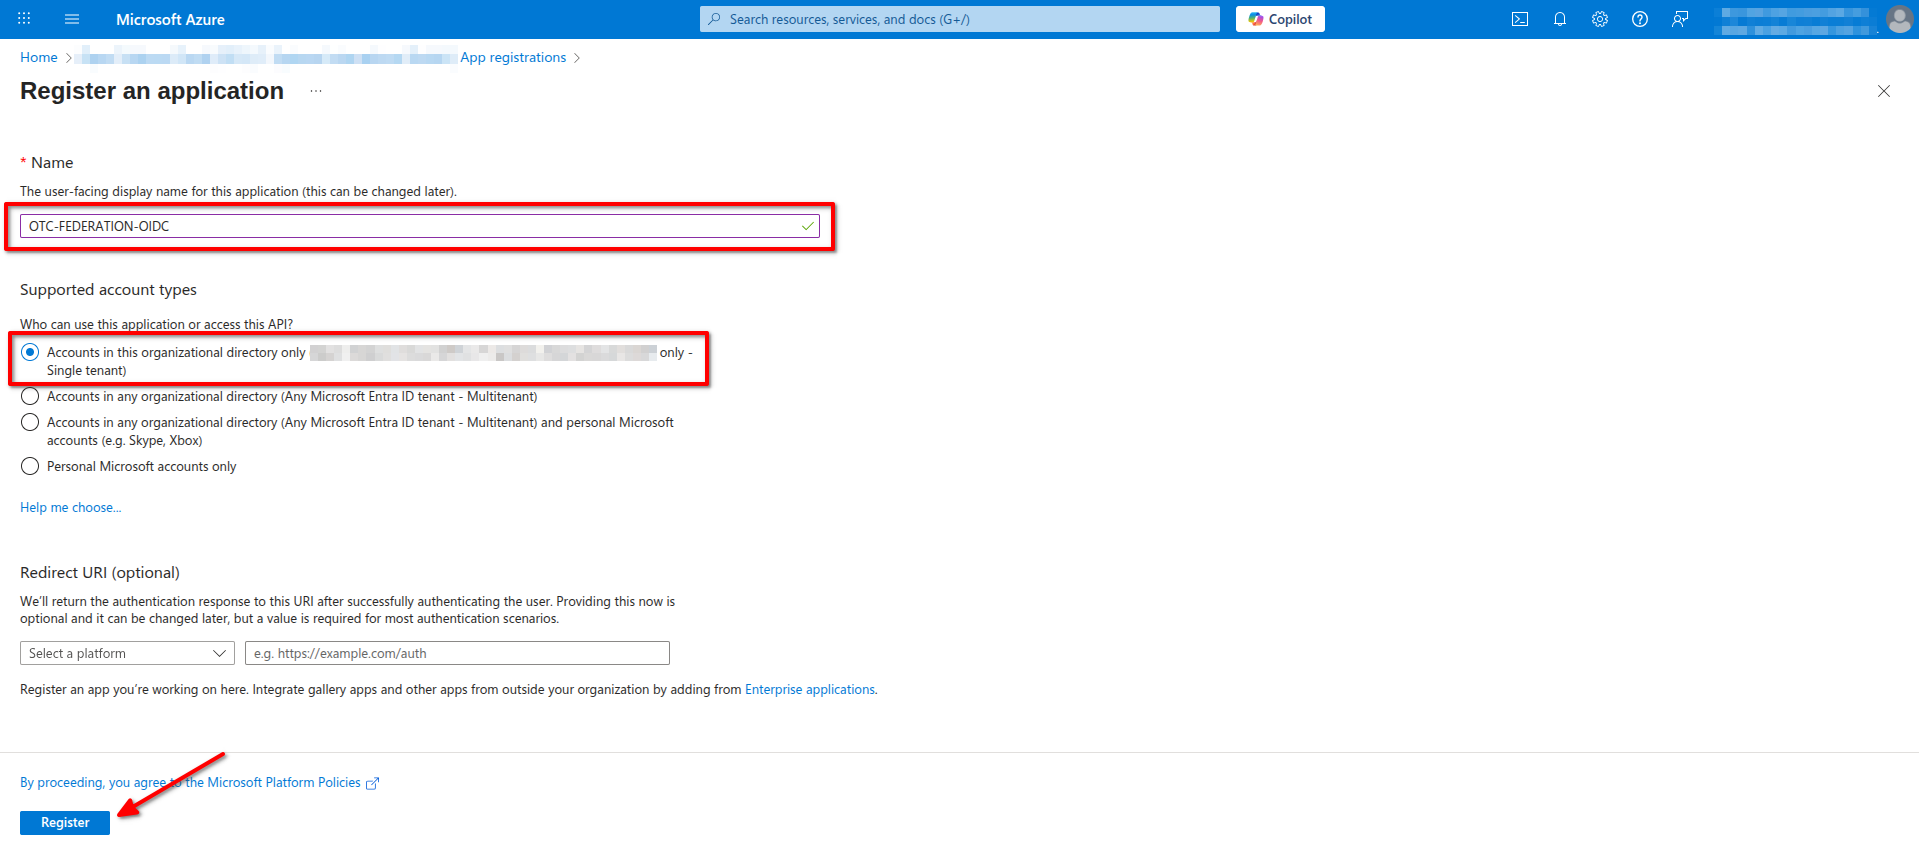 Microsoft Azure
Search resources, services, and docs (G+/)
Copilot
Home
App registrations
Register an application
* Name
The user-facing display name for this application (this can be changed later).
OTC-FEDERATION-OIDC
Supported account types
Who can use this application or access this API?
Accounts in this organizational directory only only -
Single tenant)
Accounts in any organizational directory (Any Microsoft Entra ID tenant - Multitenant)
Accounts in any organizational directory (Any Microsoft Entra ID tenant - Multitenant) and personal Microsoft
accounts (e.g. Skype, Xbox)
Personal Microsoft accounts only
Help me choose...
Redirect URI (optional)
We'll return the authentication response to this URI after successfully authenticating the user. Providing this now is
optional and it can be changed later, but a value is required for most authentication scenarios.
Select a platform
e.g. https://example.com/auth
Register an app you're working on here. Integrate gallery apps and other apps from outside your organization by adding from Enterprise applications.
By proceeding, you agree to the Microsoft Platform Policies
Register